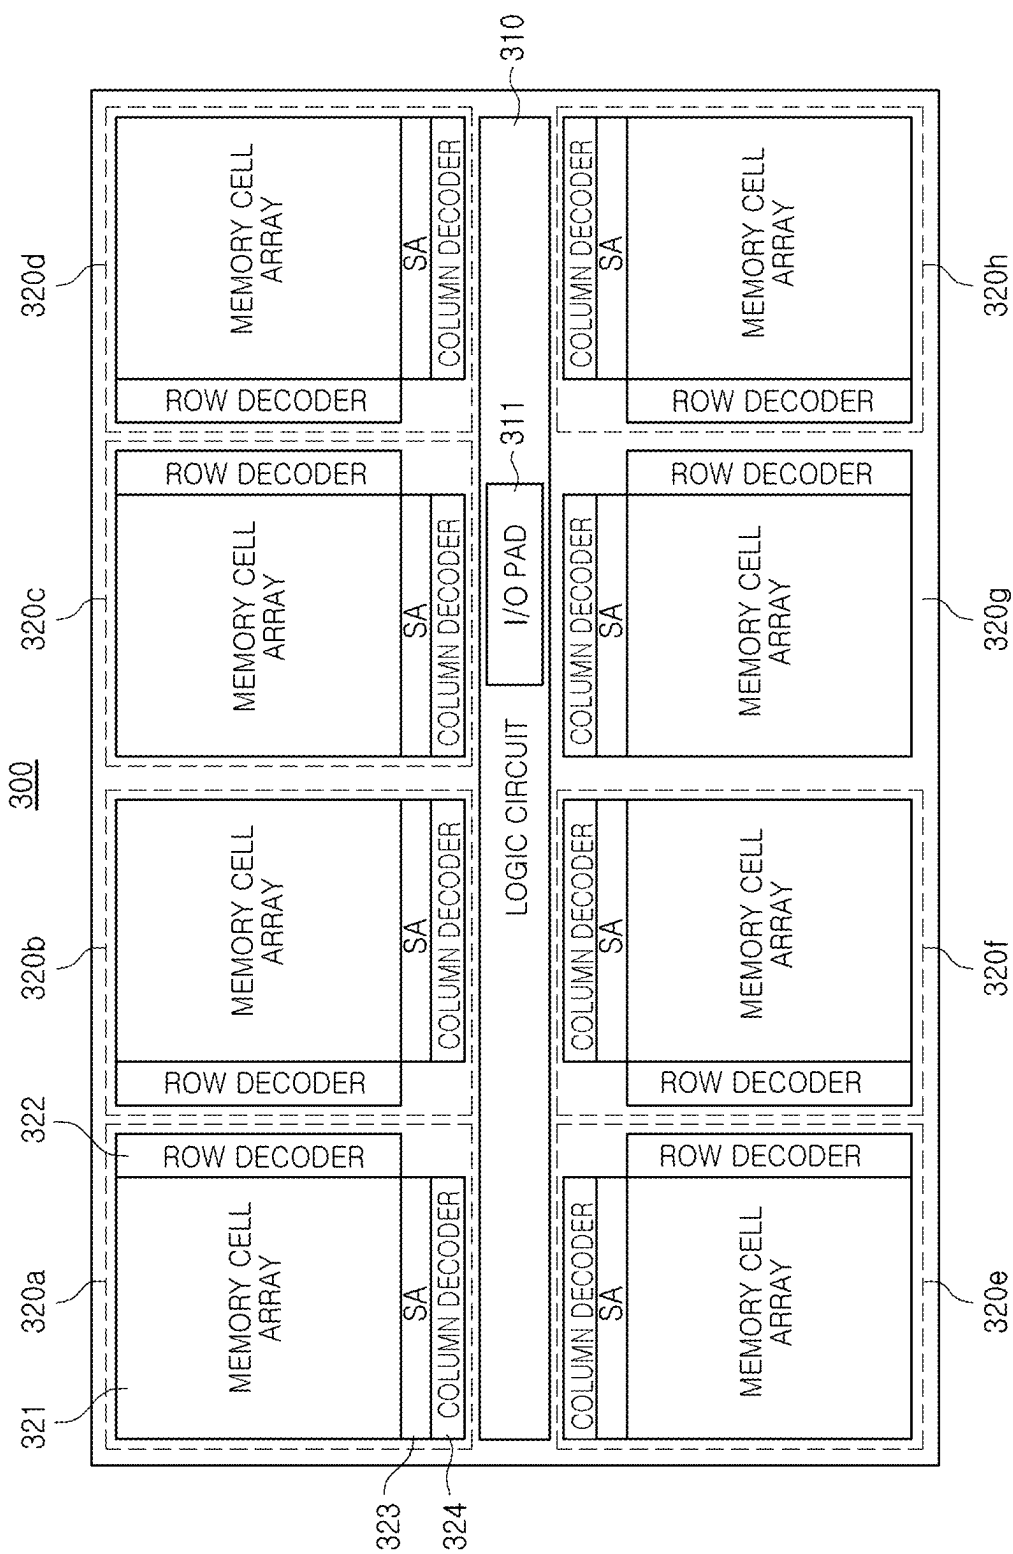 300
321
320a
322
320b
320c
320d
MEMORY CELL
ARRAY
ROW DECODER
ROW DECODER
MEMORY CELL
ARRAY
MEMORY CELL
ARRAY
ROW DECODER
ROW DECODER
MEMORY CELL
ARRAY
323
SA
SA
SA
SA
324
COLUMN DECODER
COLUMN DECODER
COLUMN DECODER
COLUMN DECODER
LOGIC CIRCUIT
I/O PAD
311
310
COLUMN DECODER
COLUMN DECODER
COLUMN DECODER
COLUMN DECODER
SA
SA
SA
SA
MEMORY CELL
ARRAY
ROW DECODER
ROW DECODER
MEMORY CELL
ARRAY
MEMORY CELL
ARRAY
ROW DECODER
ROW DECODER
MEMORY CELL
ARRAY
320e
320f
320g
320h